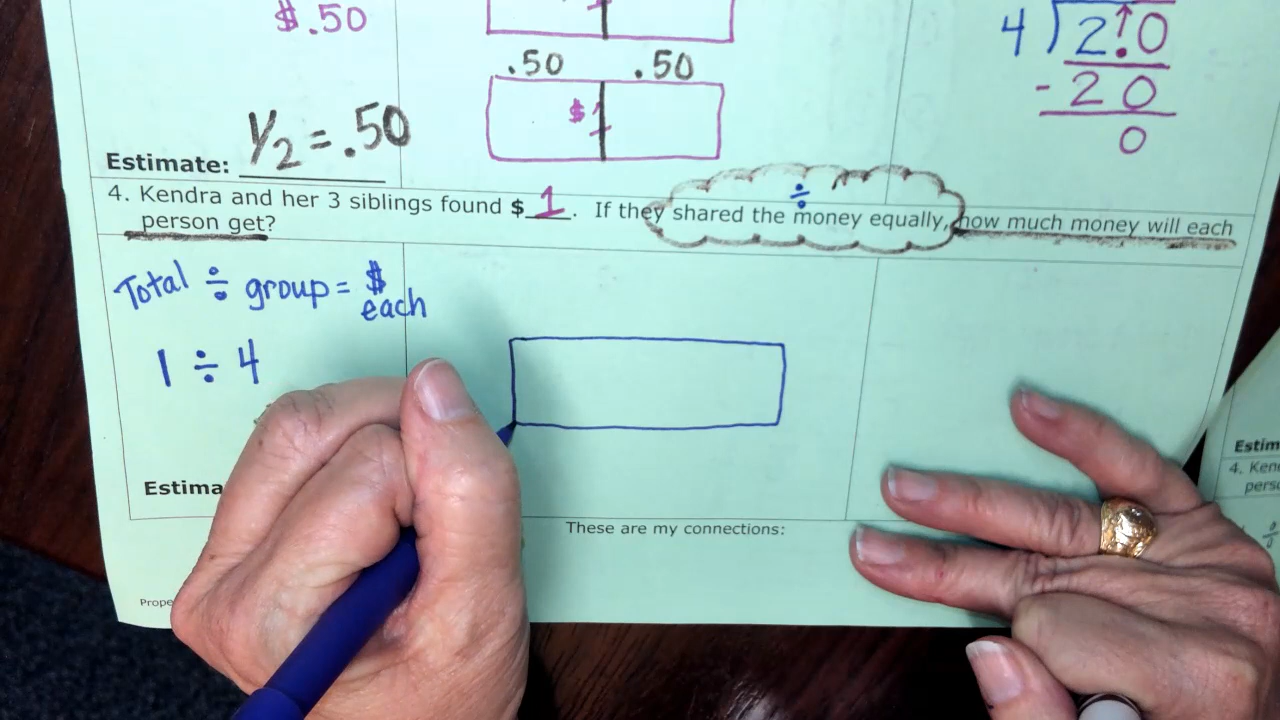 $.50
.50 .50
$1
4 ) 2.0
- 2 0
0
Estimate: 1/2 = .50
4. Kendra and her 3 siblings found $ 1. If they shared the money equally, how much money will each
÷
person get?
Total ÷ group = $ each
1 ÷ 4
Estima
These are my connections:
Prope
Estim
4. Ken
pers